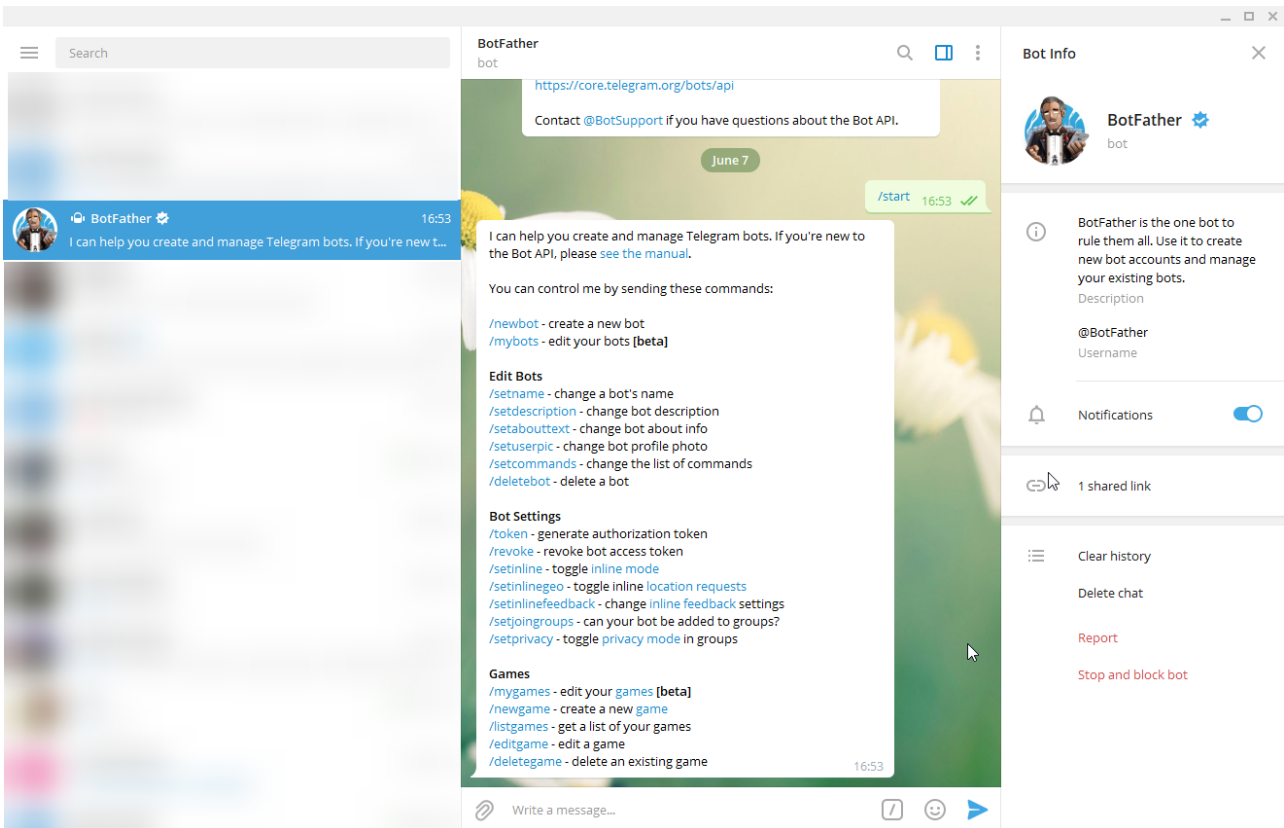 Search
BotFather
16:53
I can help you create and manage Telegram bots. If you're new t...
BotFather
bot
https://core.telegram.org/bots/api
Contact @BotSupport if you have questions about the Bot API.
June 7
/start 16:53
I can help you create and manage Telegram bots. If you're new to
the Bot API, please see the manual.
You can control me by sending these commands:
/newbot - create a new bot
/mybots - edit your bots [beta]
Edit Bots
/setname - change a bot's name
/setdescription - change bot description
/setabouttext - change bot about info
/setuserpic - change bot profile photo
/setcommands - change the list of commands
/deletebot - delete a bot
Bot Settings
/token - generate authorization token
/revoke - revoke bot access token
/setinline - toggle inline mode
/setinlinegeo - toggle inline location requests
/setinlinefeedback - change inline feedback settings
/setjoingroups - can your bot be added to groups?
/setprivacy - toggle privacy mode in groups
Games
/mygames - edit your games [beta]
/newgame - create a new game
/listgames - get a list of your games
/editgame - edit a game
/deletegame - delete an existing game
16:53
Write a message...
Bot Info
BotFather
bot
BotFather is the one bot to
rule them all. Use it to create
new bot accounts and manage
your existing bots.
Description
@BotFather
Username
Notifications
1 shared link
Clear history
Delete chat
Report
Stop and block bot